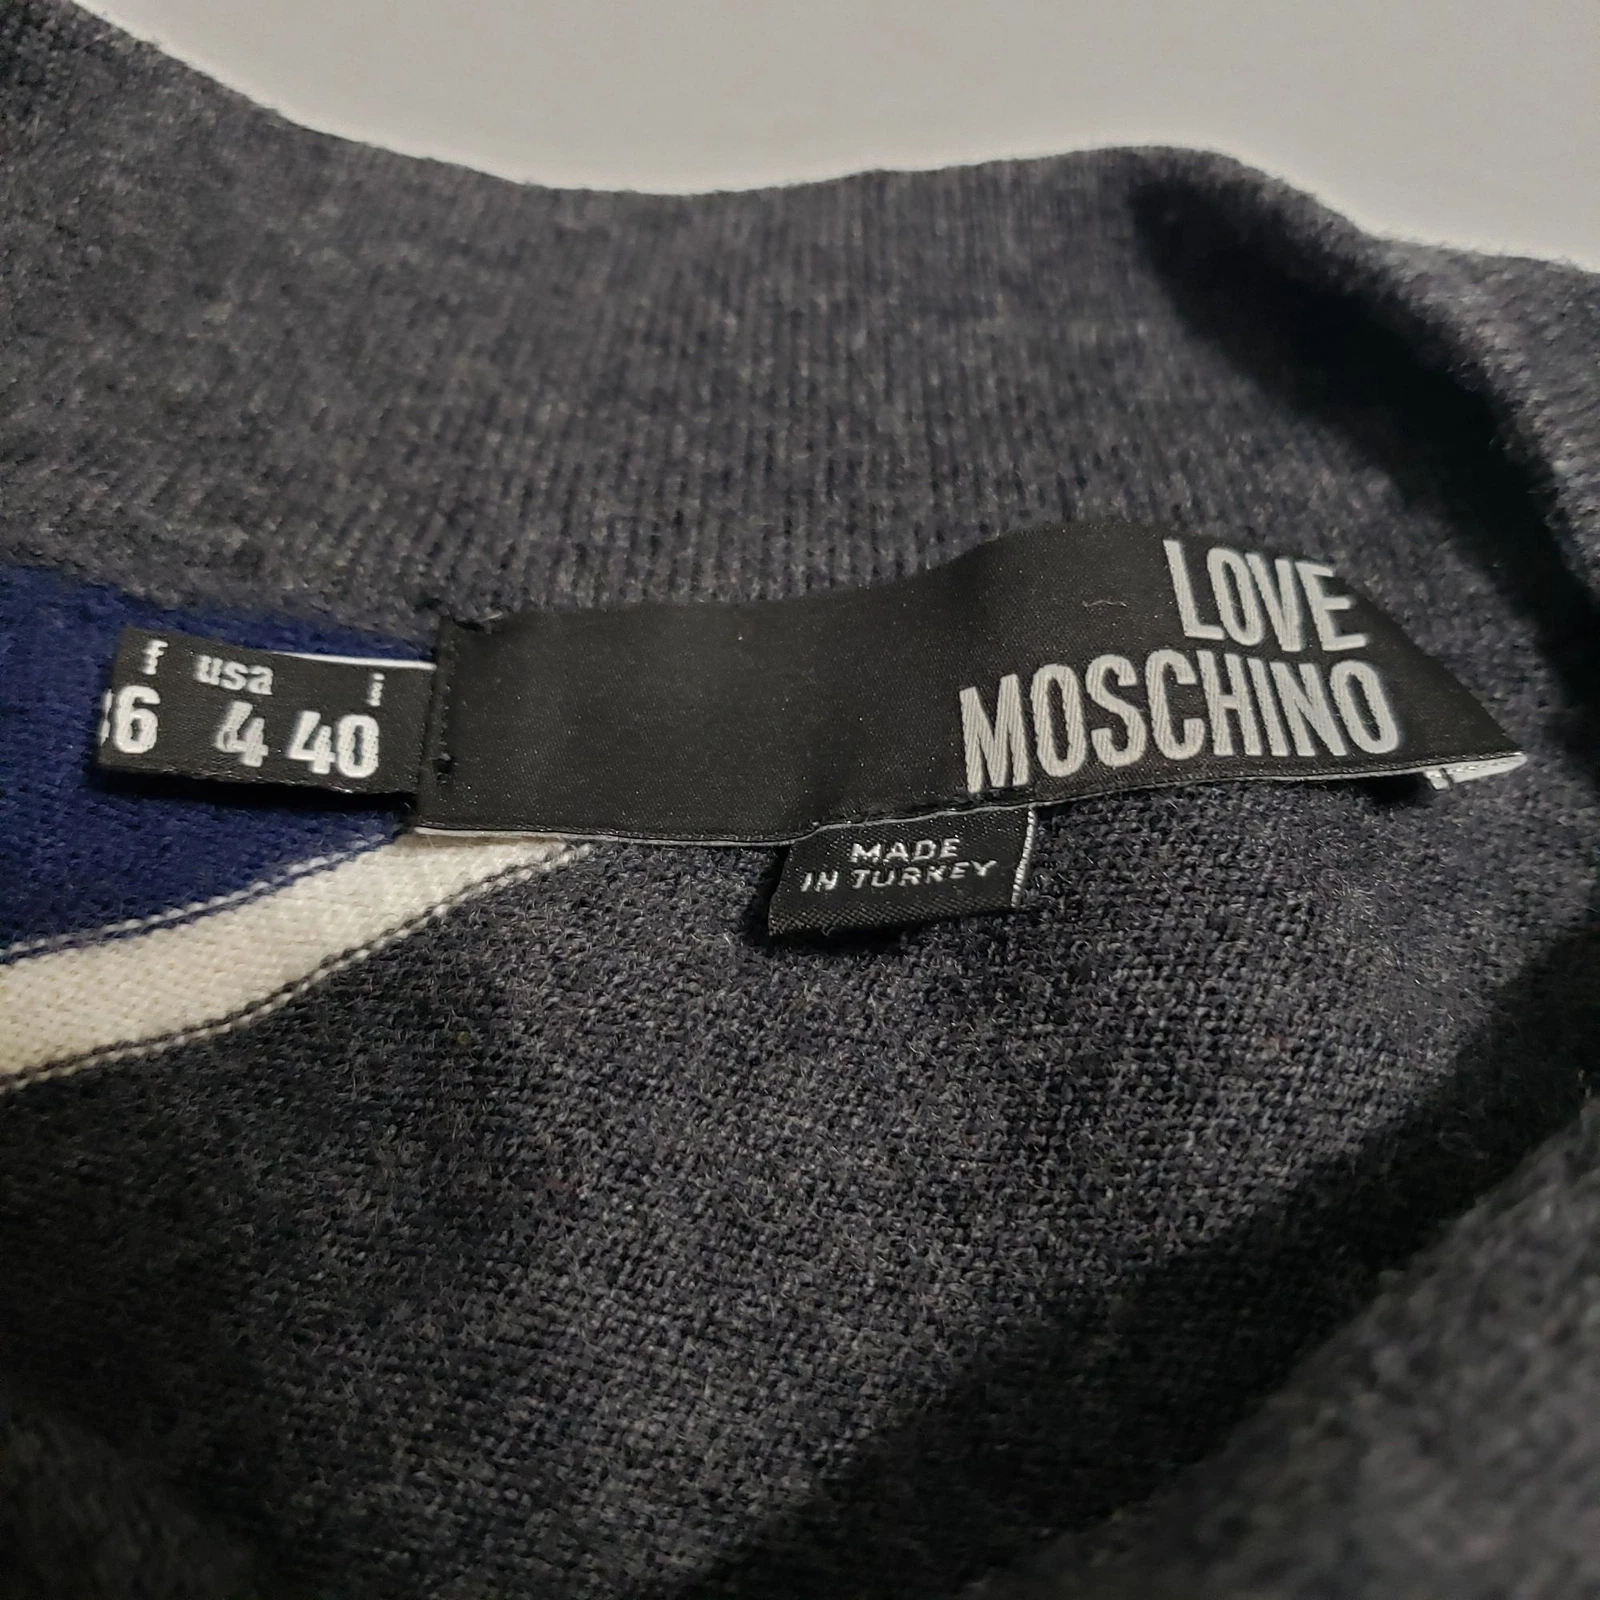 f usa i
36 4 40
LOVE
MOSCHINO
MADE
IN TURKEY